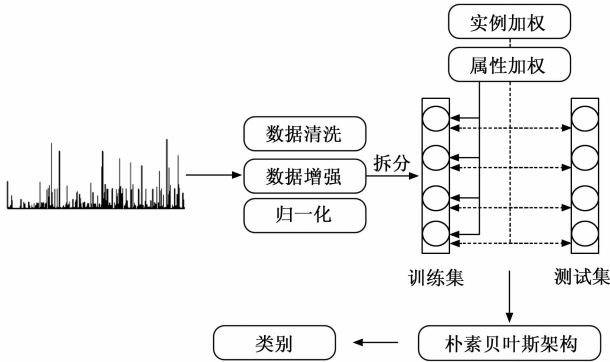 实例加权
属性加权
数据清洗
数据增强
归一化
拆分
训练集
测试集
朴素贝叶斯架构
类别